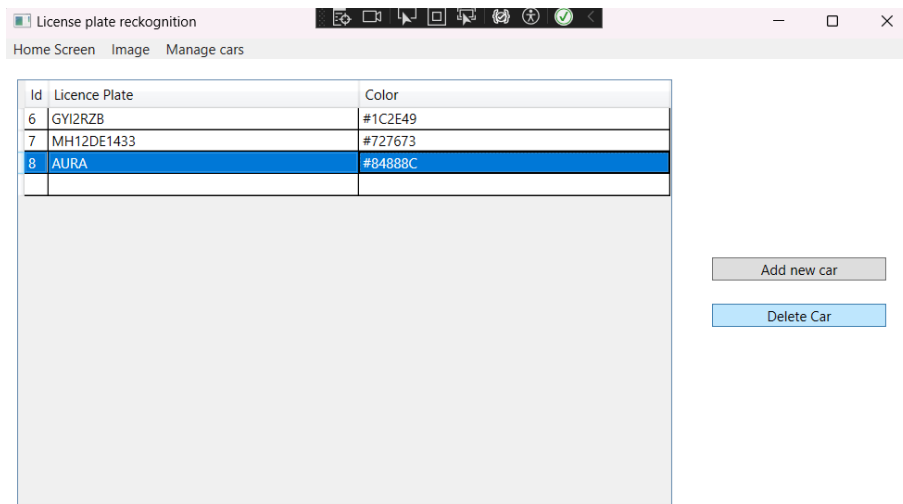 License plate reckognition
Home Screen Image Manage cars
Id Licence Plate Color
6 GYI2RZB #1C2E49
7 MH12DE1433 #727673
8 AURA #84888C
Add new car
Delete Car